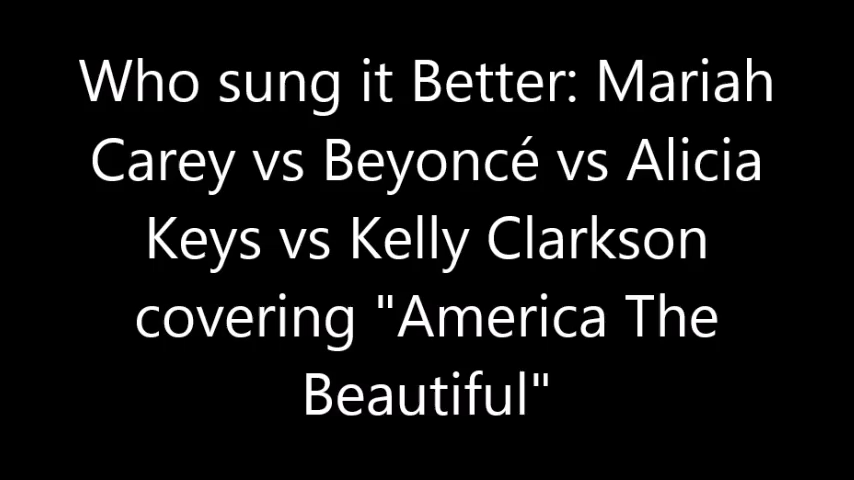 Who sung it Better: Mariah
Carey vs Beyoncé vs Alicia
Keys vs Kelly Clarkson
covering "America The
Beautiful"